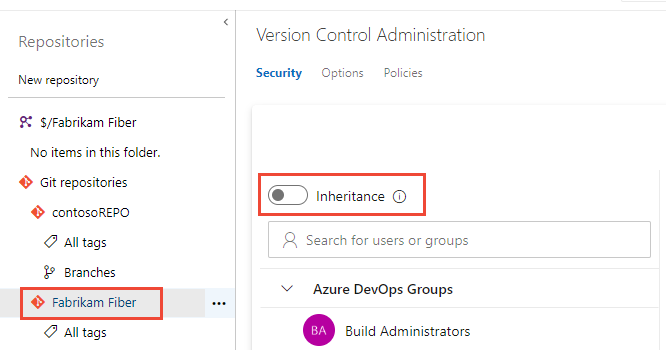 Repositories
New repository
$/Fabrikam Fiber
No items in this folder.
Git repositories
contosoREPO
All tags
Branches
Fabrikam Fiber
All tags
Version Control Administration
Security Options Policies
Inheritance
Search for users or groups
Azure DevOps Groups
BA Build Administrators